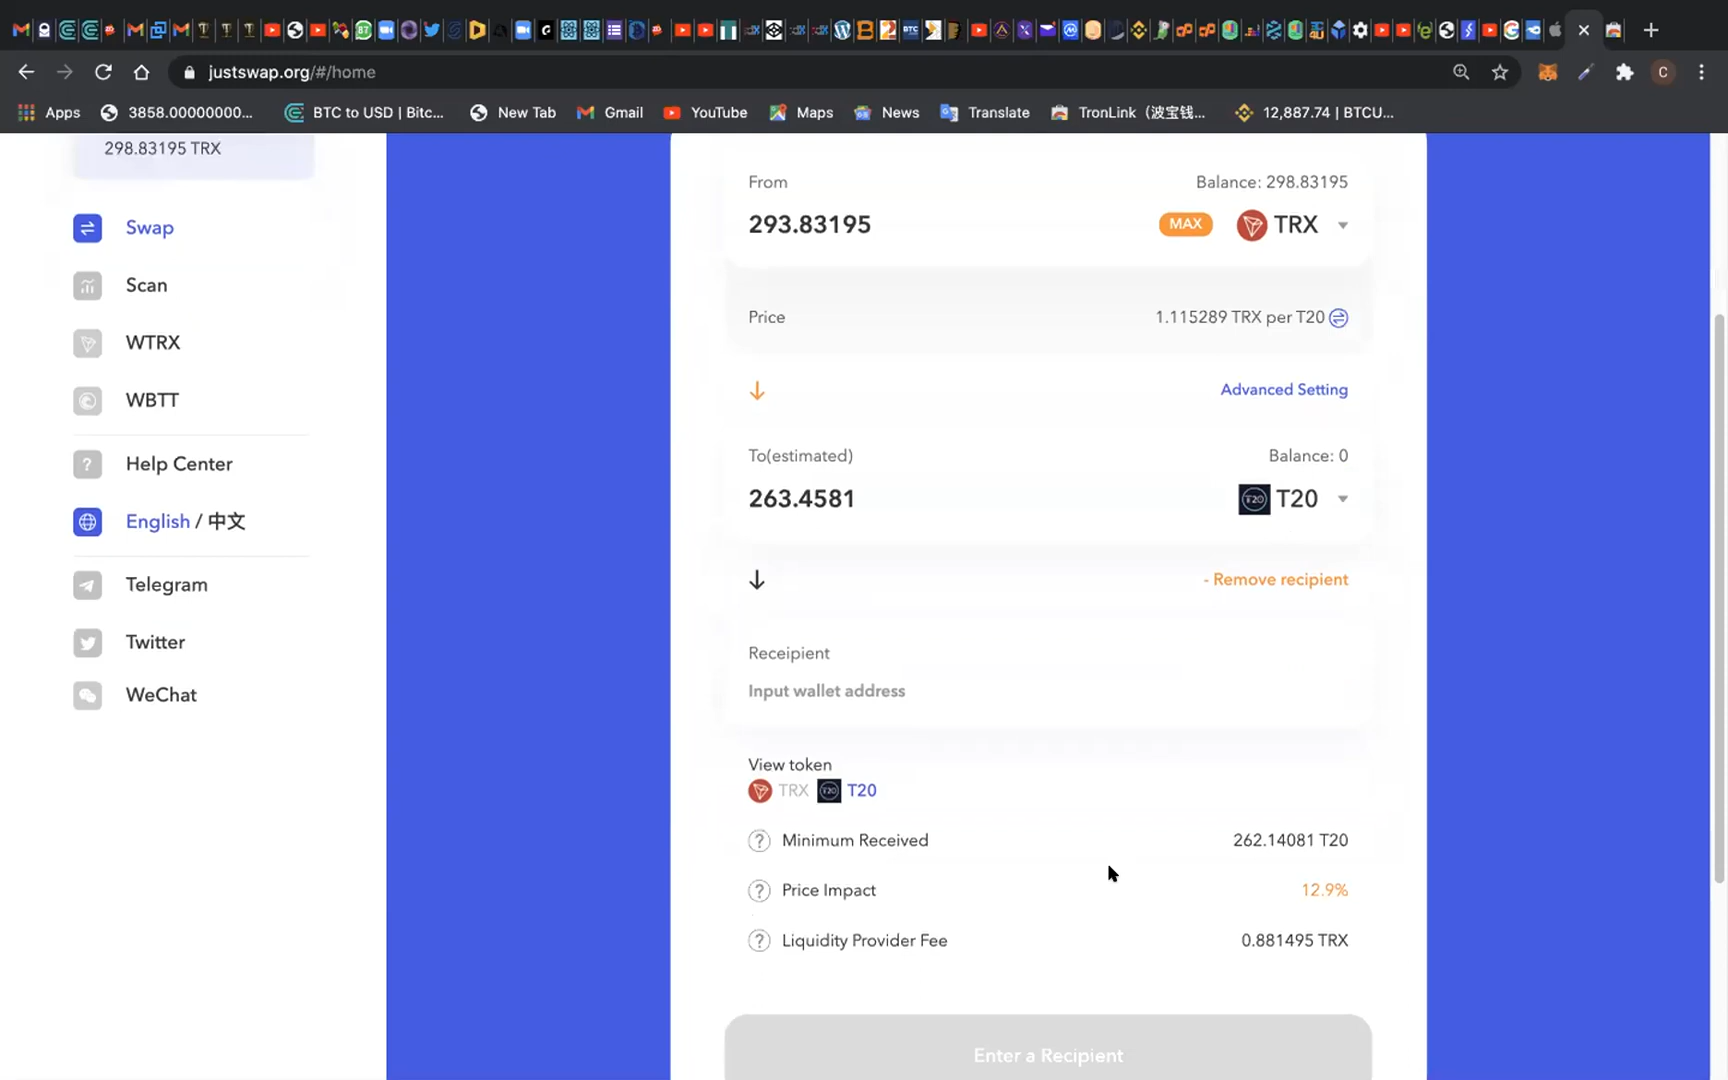 justswap.org/#/home
C
Apps
3858.00000000...
BTC to USD | Bitc...
New Tab
Gmail
YouTube
Maps
News
Translate
TronLink（波宝钱...
12,887.74 | BTCU...
298.83195 TRX
Swap
Scan
WTRX
WBTT
Help Center
English / 中文
Telegram
Twitter
WeChat
From
Balance: 298.83195
293.83195
MAX
TRX
Price
1.115289 TRX per T20
Advanced Setting
To(estimated)
Balance: 0
263.4581
T20
T20
- Remove recipient
Receipient
Input wallet address
View token
TRX
T20
T20
Minimum Received
262.14081 T20
Price Impact
12.9%
Liquidity Provider Fee
0.881495 TRX
Enter a Recipient